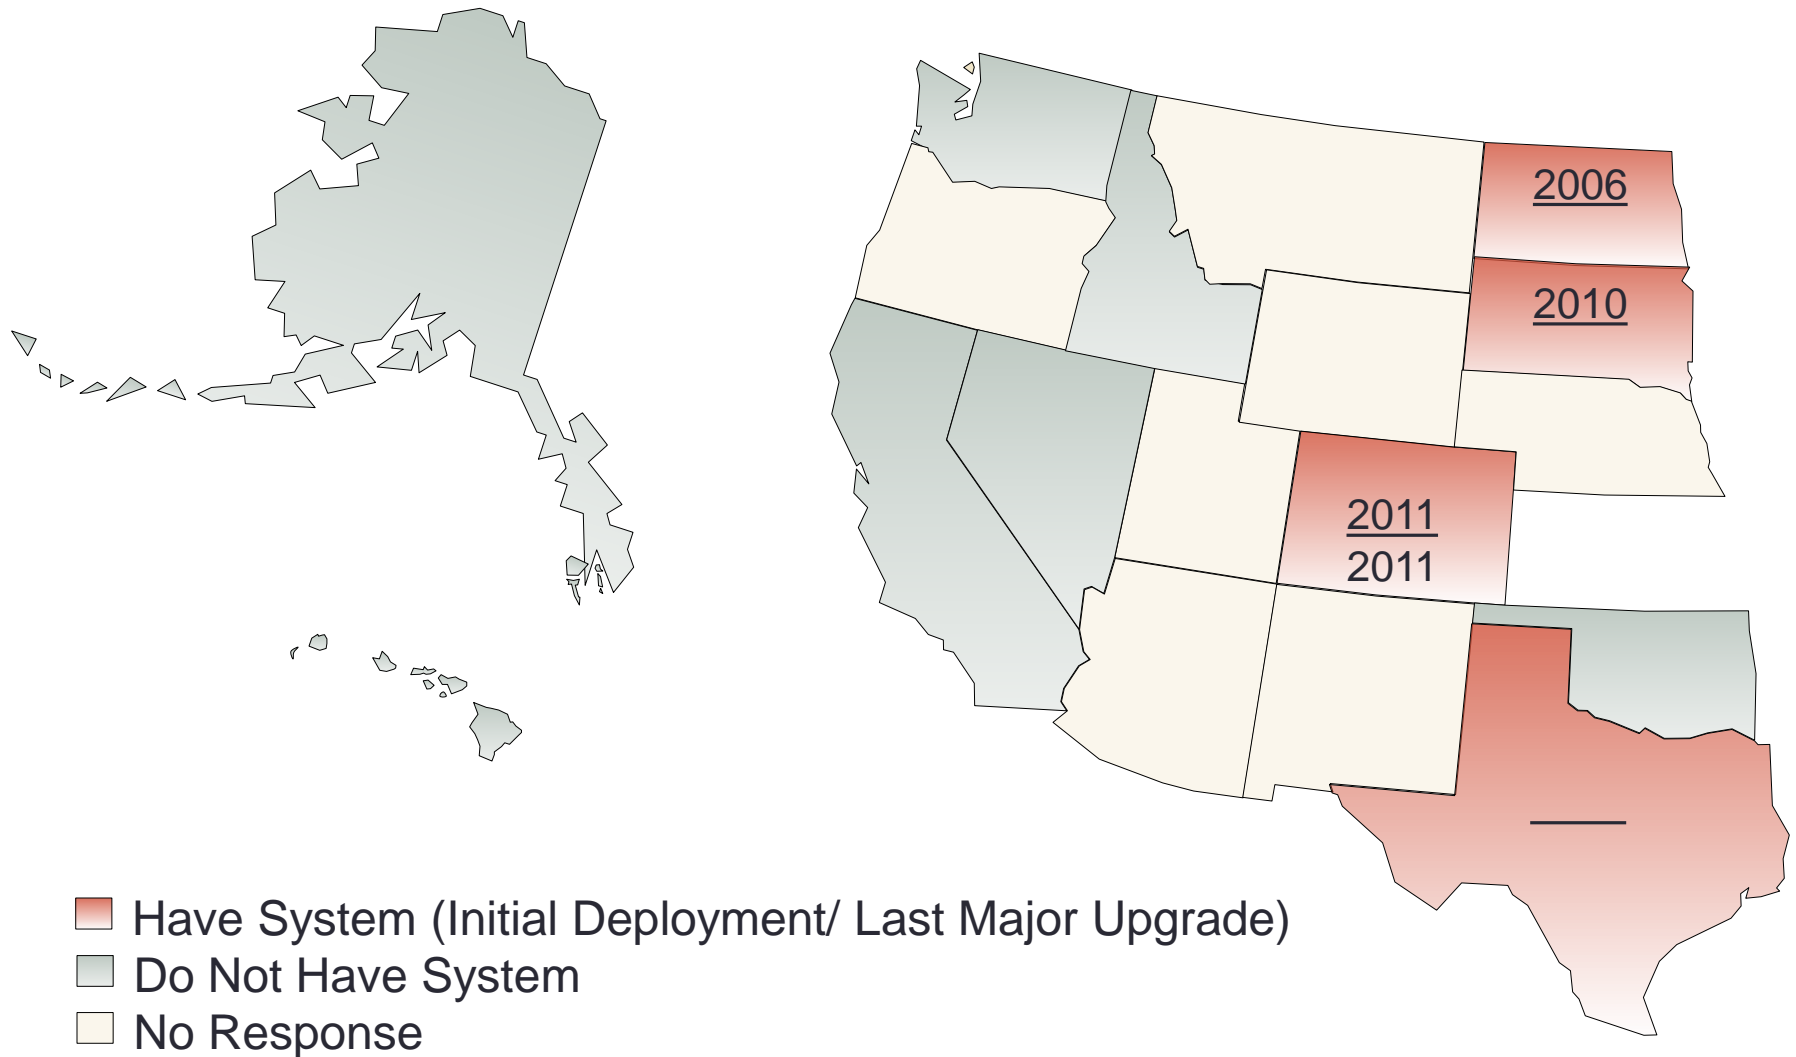 2006
2010
2011
2011
Have System (Initial Deployment/ Last Major Upgrade)
Do Not Have System
No Response